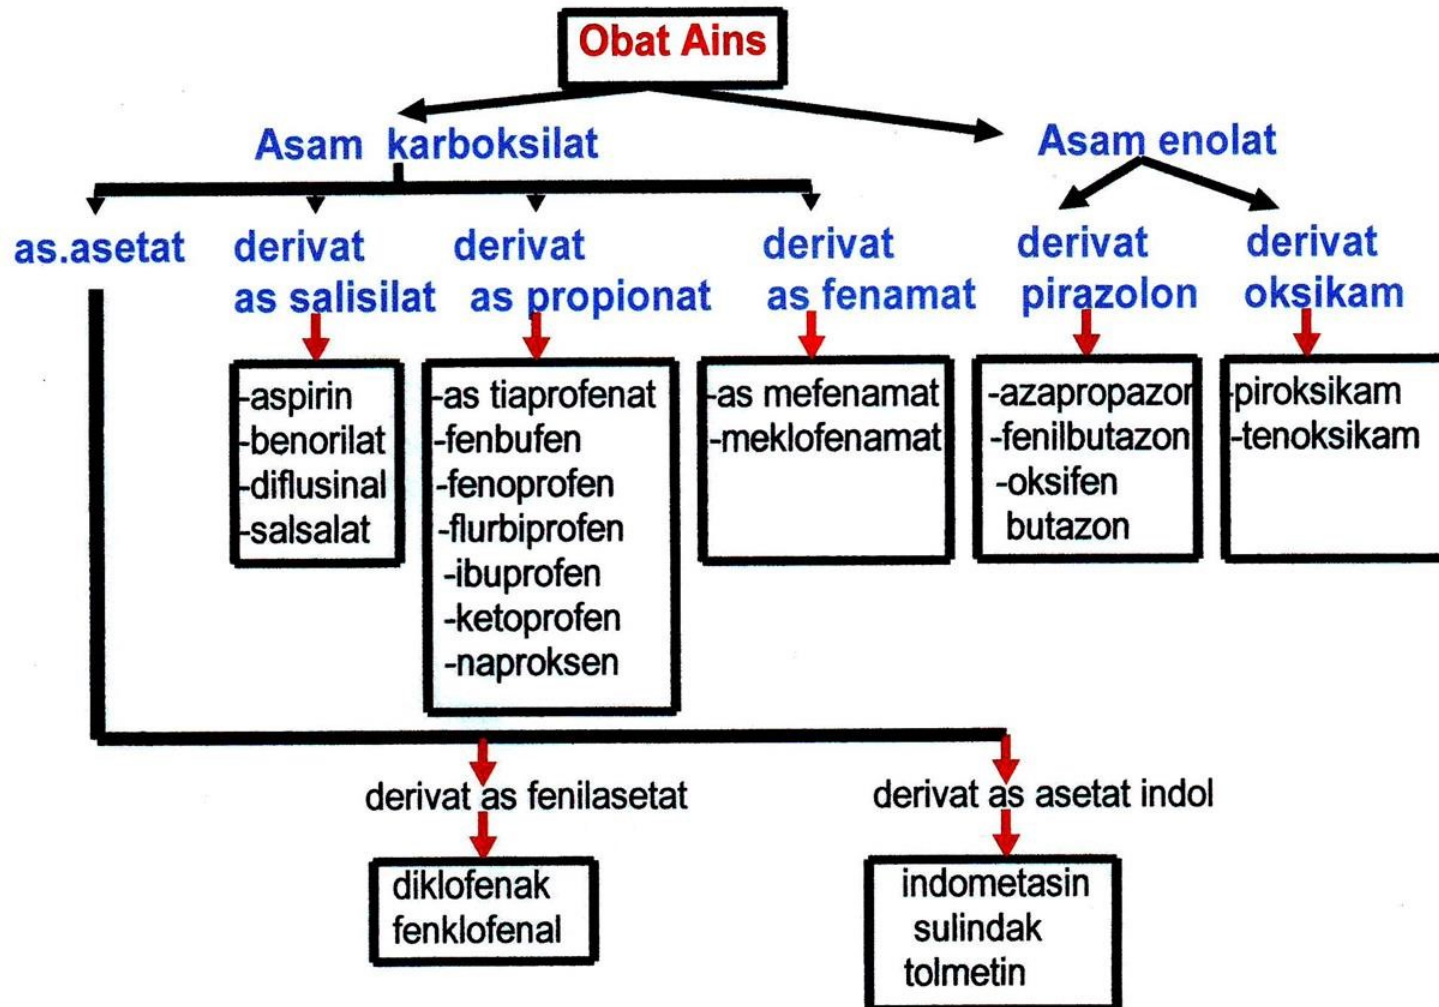 Obat Ains
Asam karboksilat
Asam enolat
as.asetat
derivat
as salisilat
derivat
as propionat
derivat
as fenamat
derivat
pirazolon
derivat
oksikam
-aspirin
-benorilat
-diflusinal
-salsalat
-as tiaprofenat
-fenbufen
-fenoprofen
-flurbiprofen
-ibuprofen
-ketoprofen
-naproksen
-as mefenamat
-meklofenamat
-azapropazon
-fenilbutazon
-oksifen
butazon
-piroksikam
-tenoksikam
derivat as fenilasetat
derivat as asetat indol
diklofenak
fenklofenal
indometasin
sulindak
tolmetin